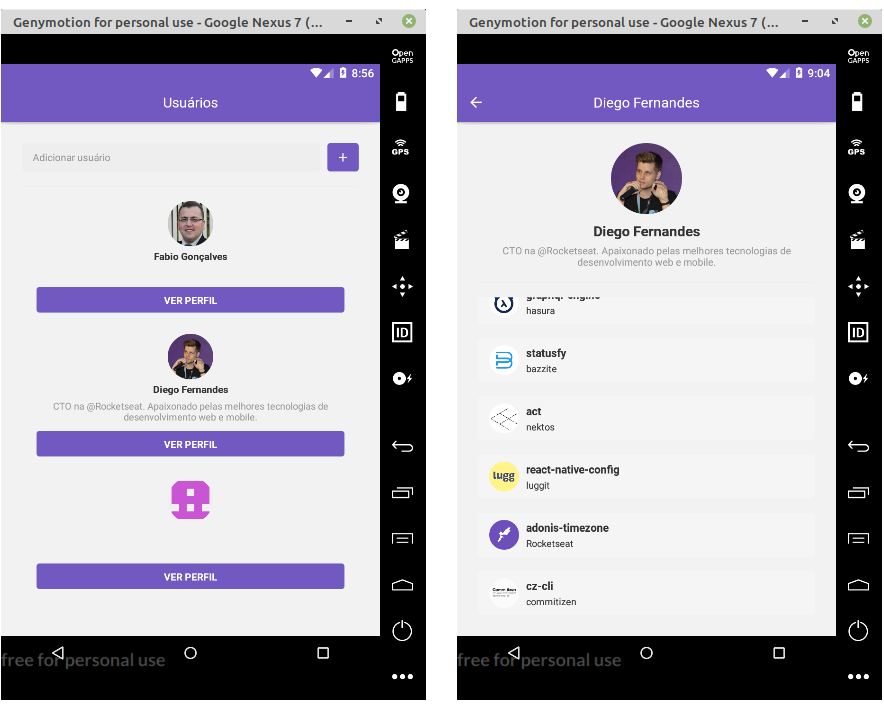 Genymotion for personal use - Google Nexus 7 (...
Open
GAPPS
8:56
Usuários
Adicionar usuário
+
GPS
Fabio Gonçalves
VER PERFIL
ID
Diego Fernandes
CTO na @Rocketseat. Apaixonado pelas melhores tecnologias de
desenvolvimento web e mobile.
VER PERFIL
VER PERFIL
free for personal use
Genymotion for personal use - Google Nexus 7 (...
Open
GAPPS
9:04
Diego Fernandes
GPS
Diego Fernandes
CTO na @Rocketseat. Apaixonado pelas melhores tecnologias de
desenvolvimento web e mobile.
graphql-engine
hasura
ID
statusfy
bazzite
act
nektos
lugg
react-native-config
luggit
adonis-timezone
Rocketseat
cz-cli
commitizen
free for personal use